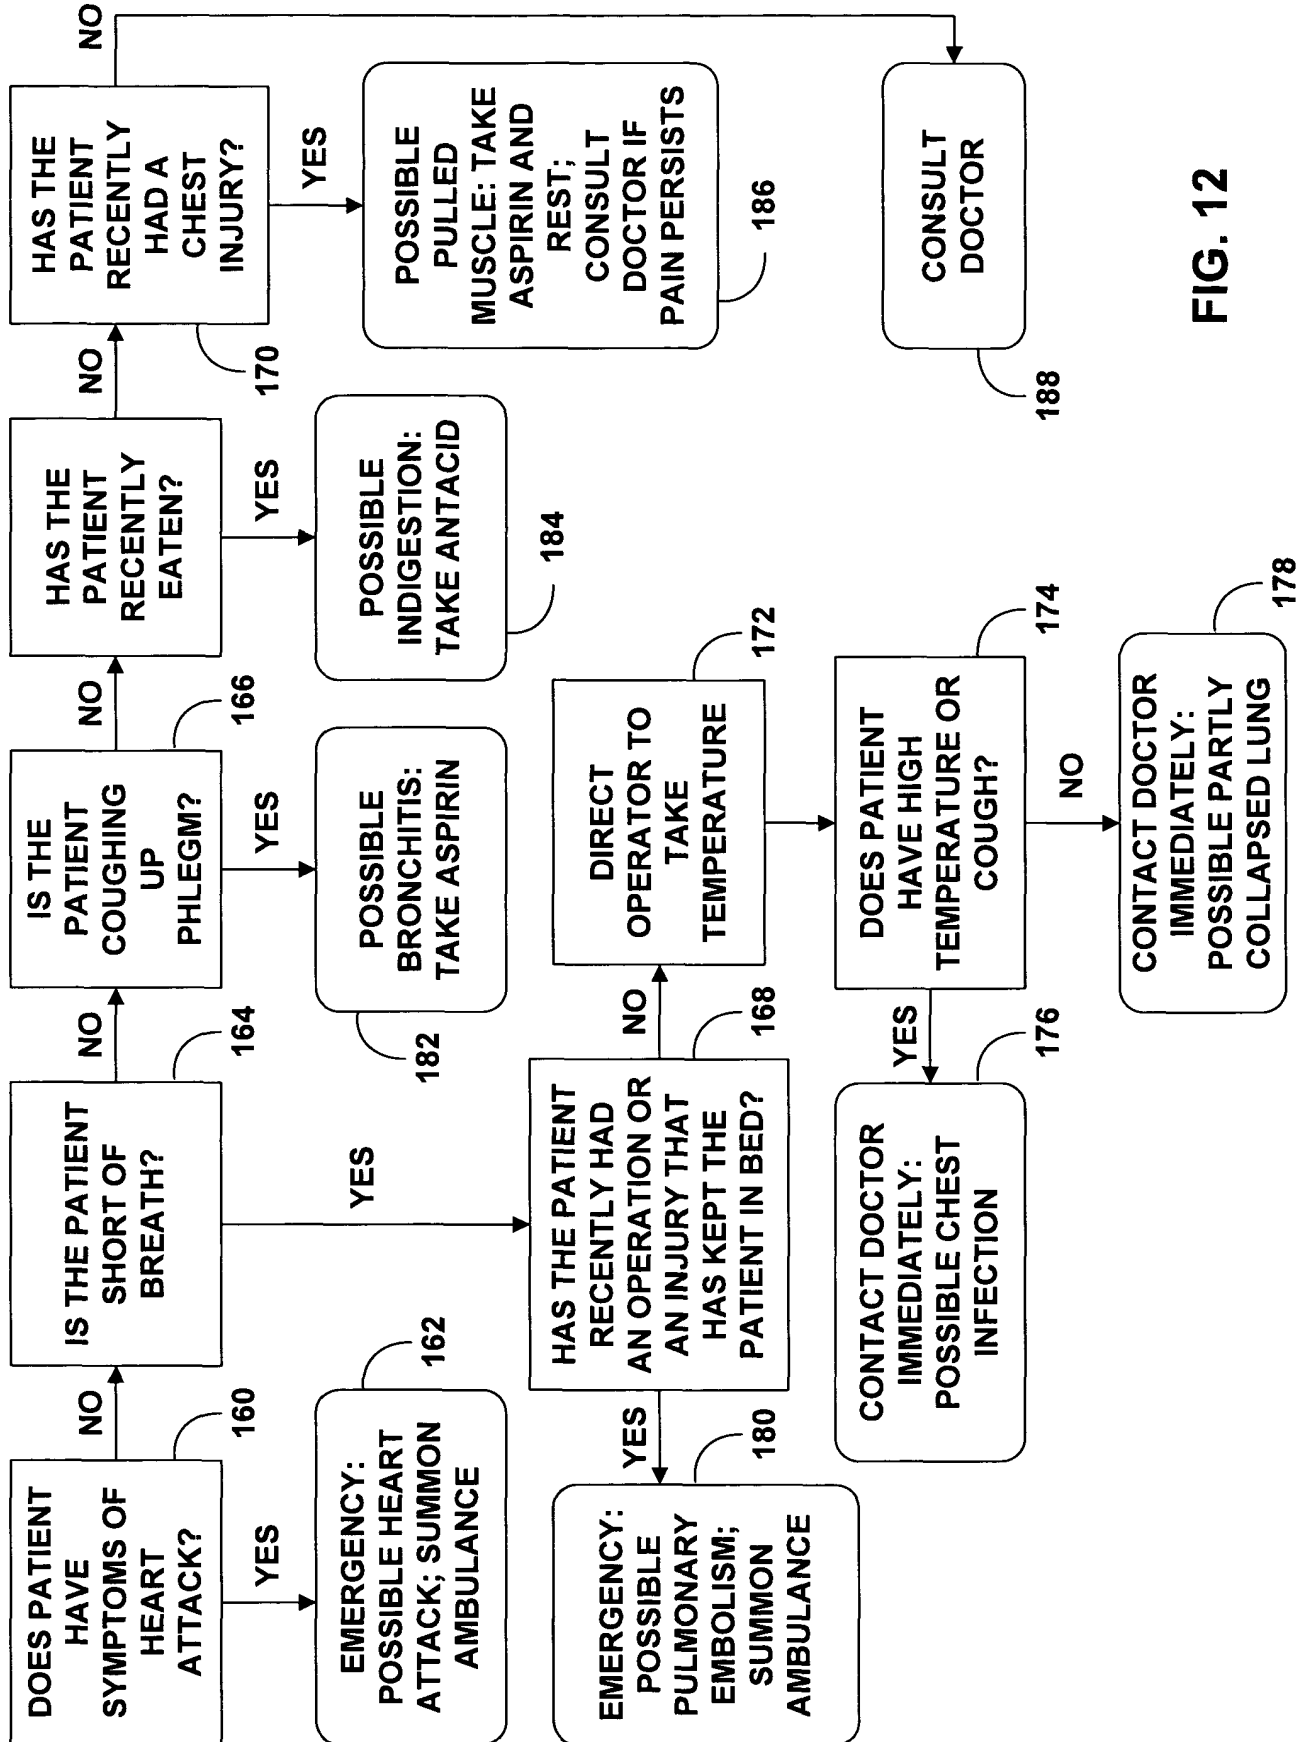 DOES PATIENT
HAVE
SYMPTOMS OF
HEART
ATTACK?
160
NO
YES
EMERGENCY:
POSSIBLE HEART
ATTACK; SUMMON
AMBULANCE
162
IS THE PATIENT
SHORT OF
BREATH?
164
NO
YES
IS THE
PATIENT
COUGHING
UP
PHLEGM?
166
NO
YES
POSSIBLE
BRONCHITIS:
TAKE ASPIRIN
182
HAS THE
PATIENT
RECENTLY
EATEN?
NO
YES
POSSIBLE
INDIGESTION:
TAKE ANTACID
184
HAS THE
PATIENT
RECENTLY
HAD A
CHEST
INJURY?
170
NO
YES
POSSIBLE
PULLED
MUSCLE: TAKE
ASPIRIN AND
REST;
CONSULT
DOCTOR IF
PAIN PERSISTS
186
CONSULT
DOCTOR
188
HAS THE PATIENT
RECENTLY HAD
AN OPERATION OR
AN INJURY THAT
HAS KEPT THE
PATIENT IN BED?
168
YES
NO
EMERGENCY:
POSSIBLE
PULMONARY
EMBOLISM;
SUMMON
AMBULANCE
180
DIRECT
OPERATOR TO
TAKE
TEMPERATURE
172
DOES PATIENT
HAVE HIGH
TEMPERATURE OR
COUGH?
174
YES
NO
CONTACT DOCTOR
IMMEDIATELY:
POSSIBLE CHEST
INFECTION
176
CONTACT DOCTOR
IMMEDIATELY:
POSSIBLE PARTLY
COLLAPSED LUNG
178
FIG. 12